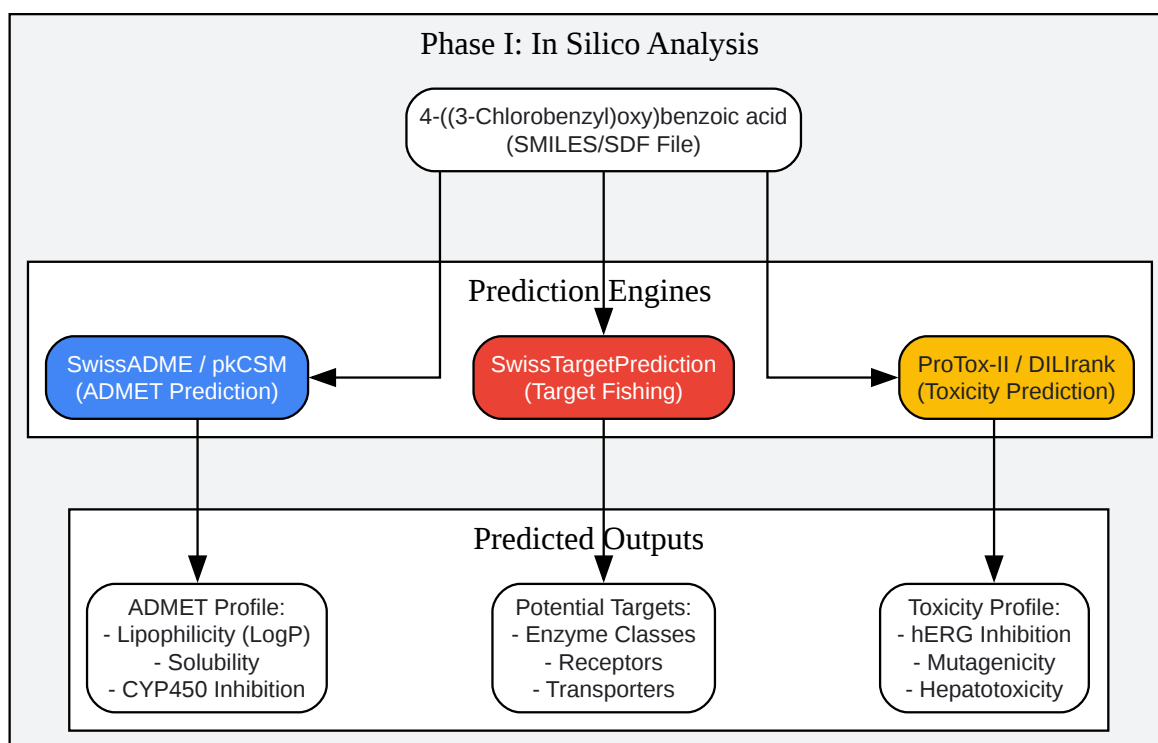 Phase I: In Silico Analysis
4-((3-Chlorobenzyl)oxy)benzoic acid
(SMILES/SDF File)
Prediction Engines
SwissADME / pkCSM
(ADMET Prediction)
SwissTargetPrediction
(Target Fishing)
ProTox-II / DILIrank
(Toxicity Prediction)
Predicted Outputs
ADMET Profile:
- Lipophilicity (LogP)
- Solubility
- CYP450 Inhibition
Potential Targets:
- Enzyme Classes
- Receptors
- Transporters
Toxicity Profile:
- hERG Inhibition
- Mutagenicity
- Hepatotoxicity